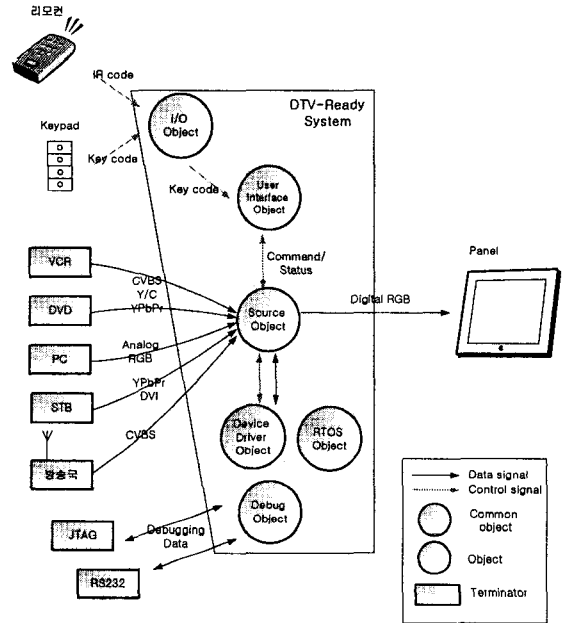 리모컨
IR code
DTV-Ready
System
I/O
Object
Keypad
Key code
Key code
User
Interface
Object
Command/
Status
Panel
VCR
CVBS
Y/C
YPbPr
DVD
Source
Object
Digital RGB
PC
Analog
RGB
STB
YPbPr
DVI
방송국
CVBS
Device
Driver
Object
RTOS
Object
Debug
Object
JTAG
Debugging
Data
RS232
Data signal
Control signal
Common
object
Object
Terminator